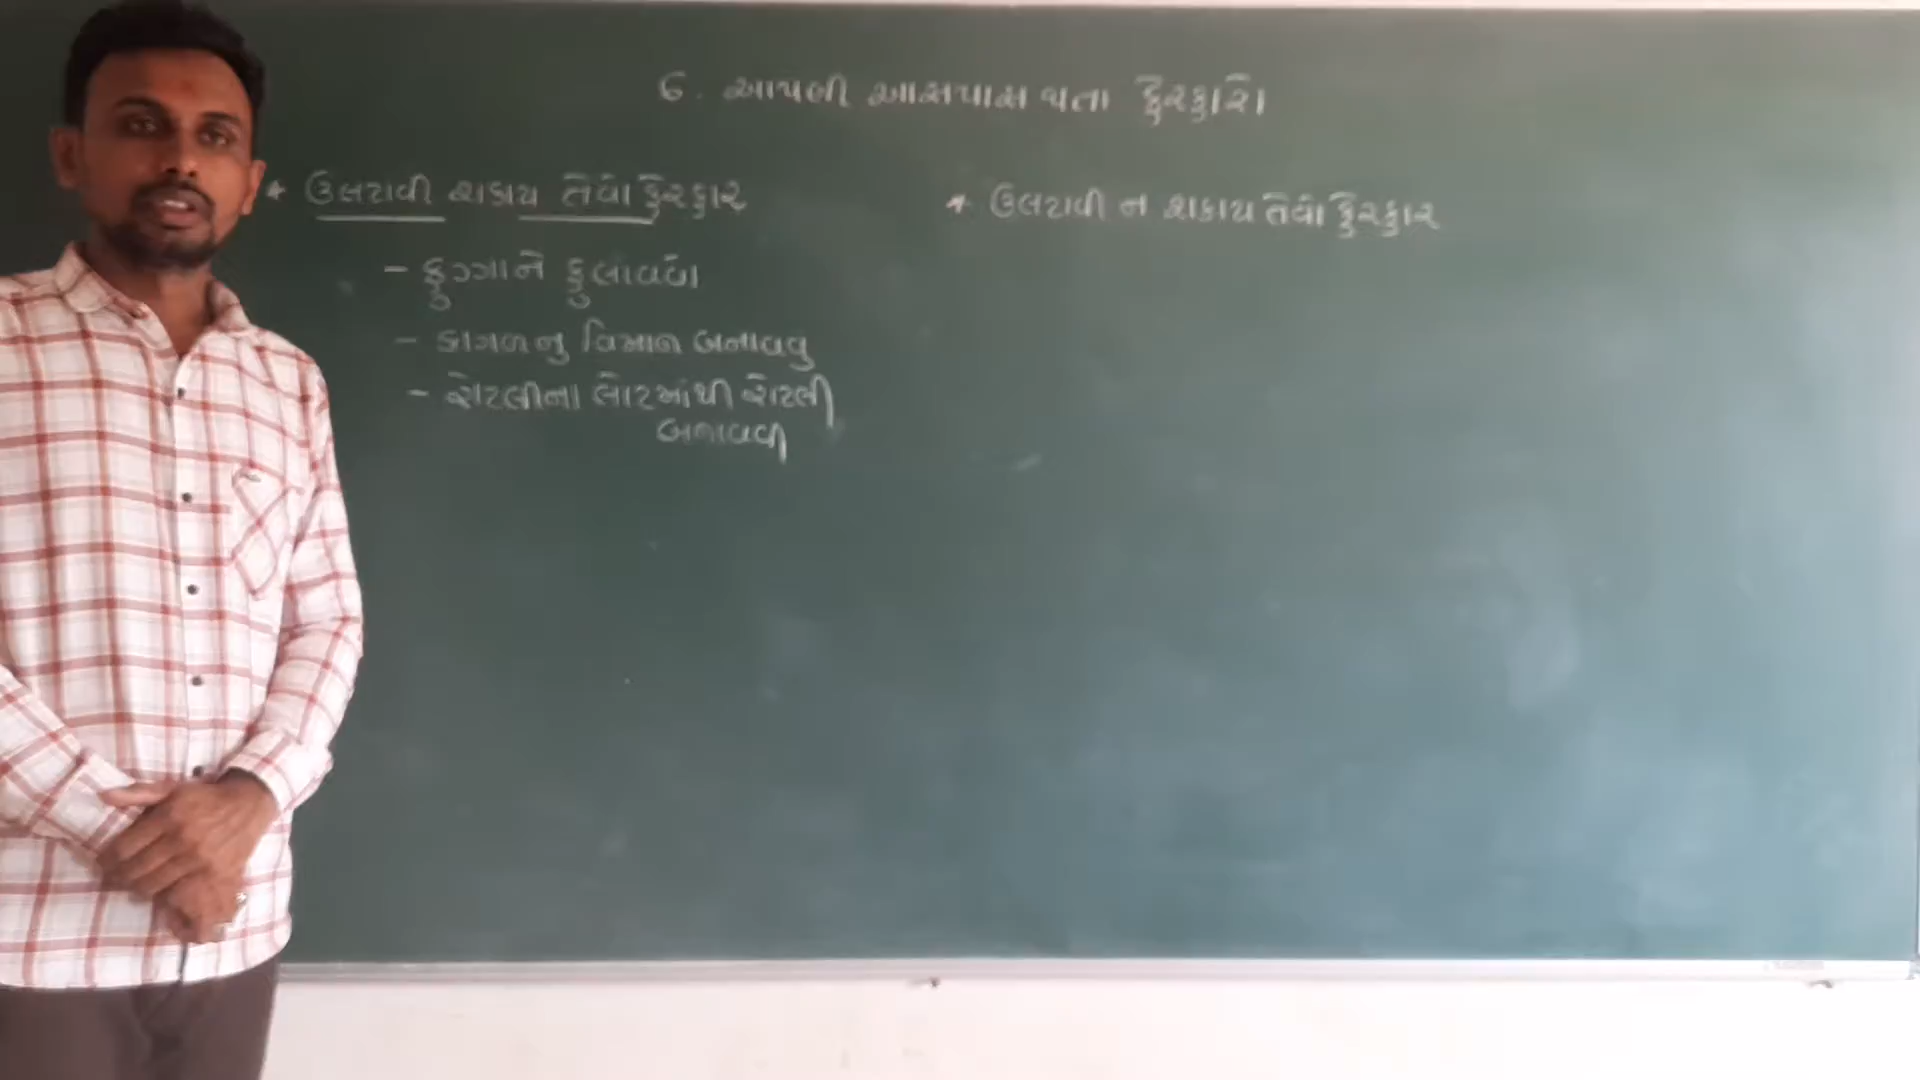 6. આપણી આસપાસ થતા ફેરફારો
* ઉલટાવી શકાય તેવો ફેરફાર
- ફુગ્ગાને ફુલાવવો
- કાગળનુ વિમાન બનાવવુ
- રોટલીના લોટમાંથી રોટલી
બનાવવી
* ઉલટાવી ન શકાય તેવો ફેરફાર